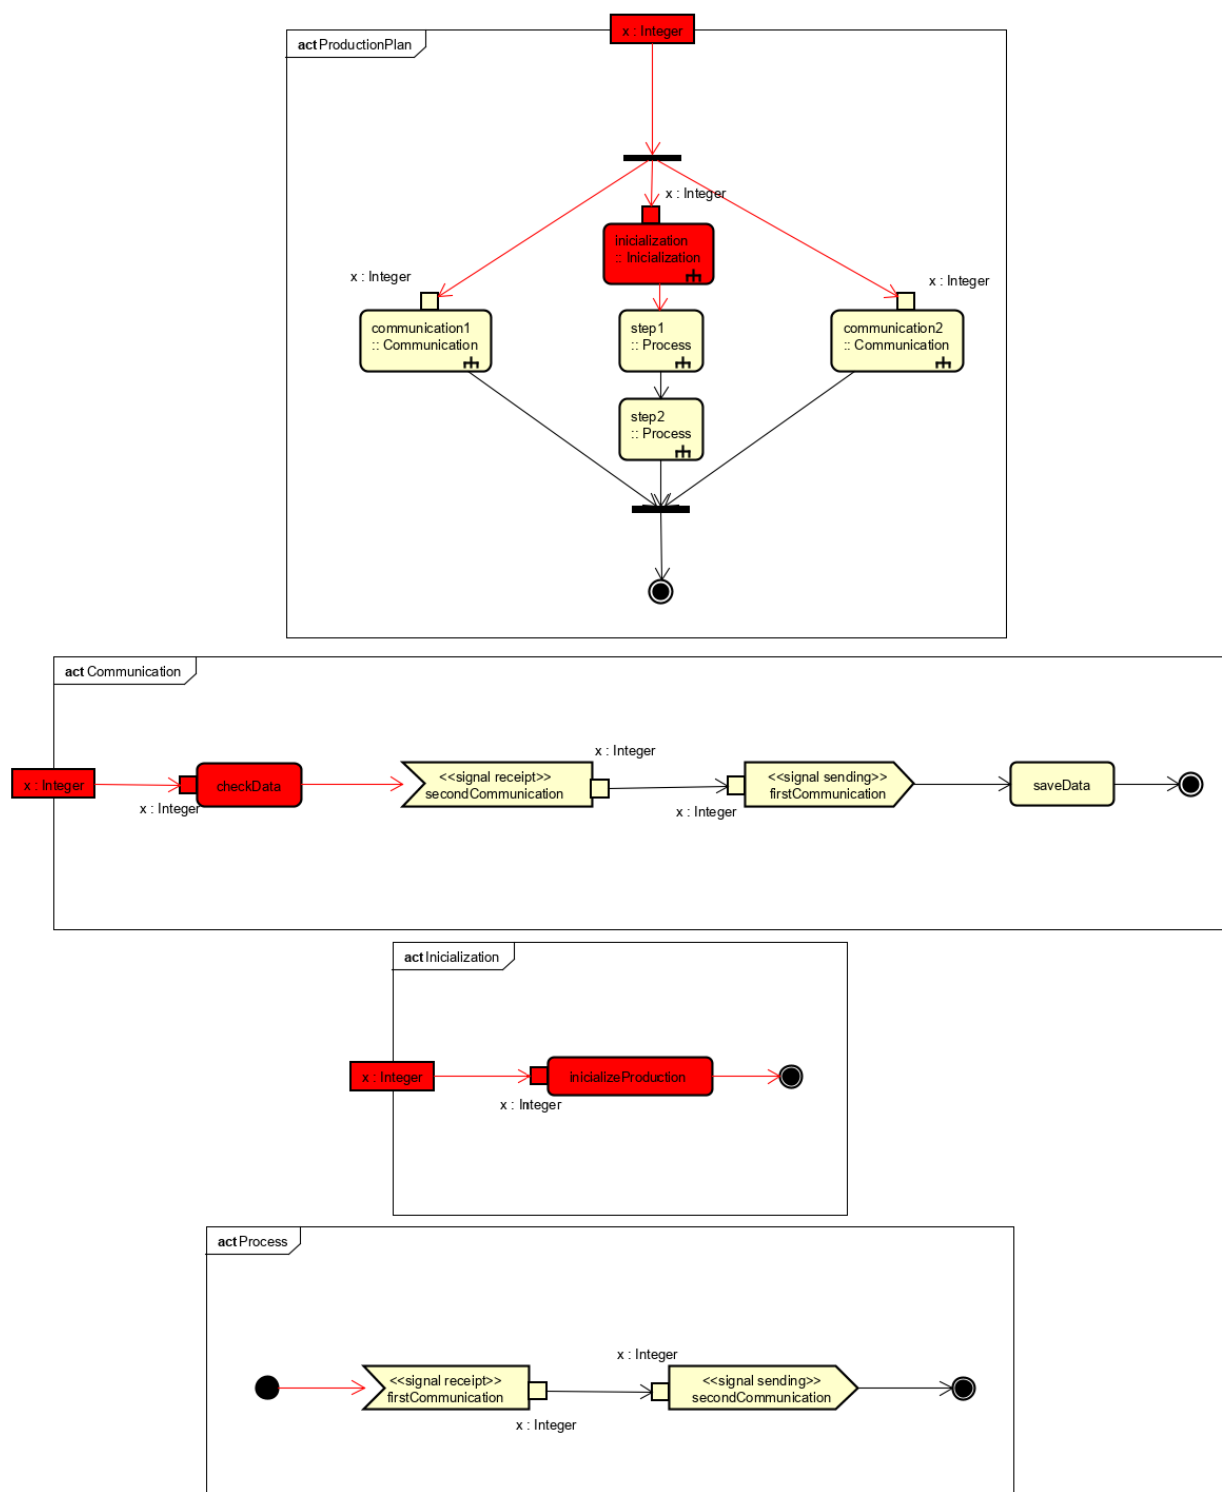 x : Integer
act ProductionPlan
x : Integer
inicialization
:: Inicialization
x : Integer
x : Integer
communication1
:: Communication
step1
:: Process
communication2
:: Communication
step2
:: Process
act Communication
x : Integer
<<signal receipt>>
secondCommunication
<<signal sending>>
firstCommunication
x : Integer
checkData
saveData
x : Integer
x : Integer
act Inicialization
x : Integer
inicializeProduction
x : Integer
act Process
x : Integer
<<signal receipt>>
firstCommunication
<<signal sending>>
secondCommunication
x : Integer